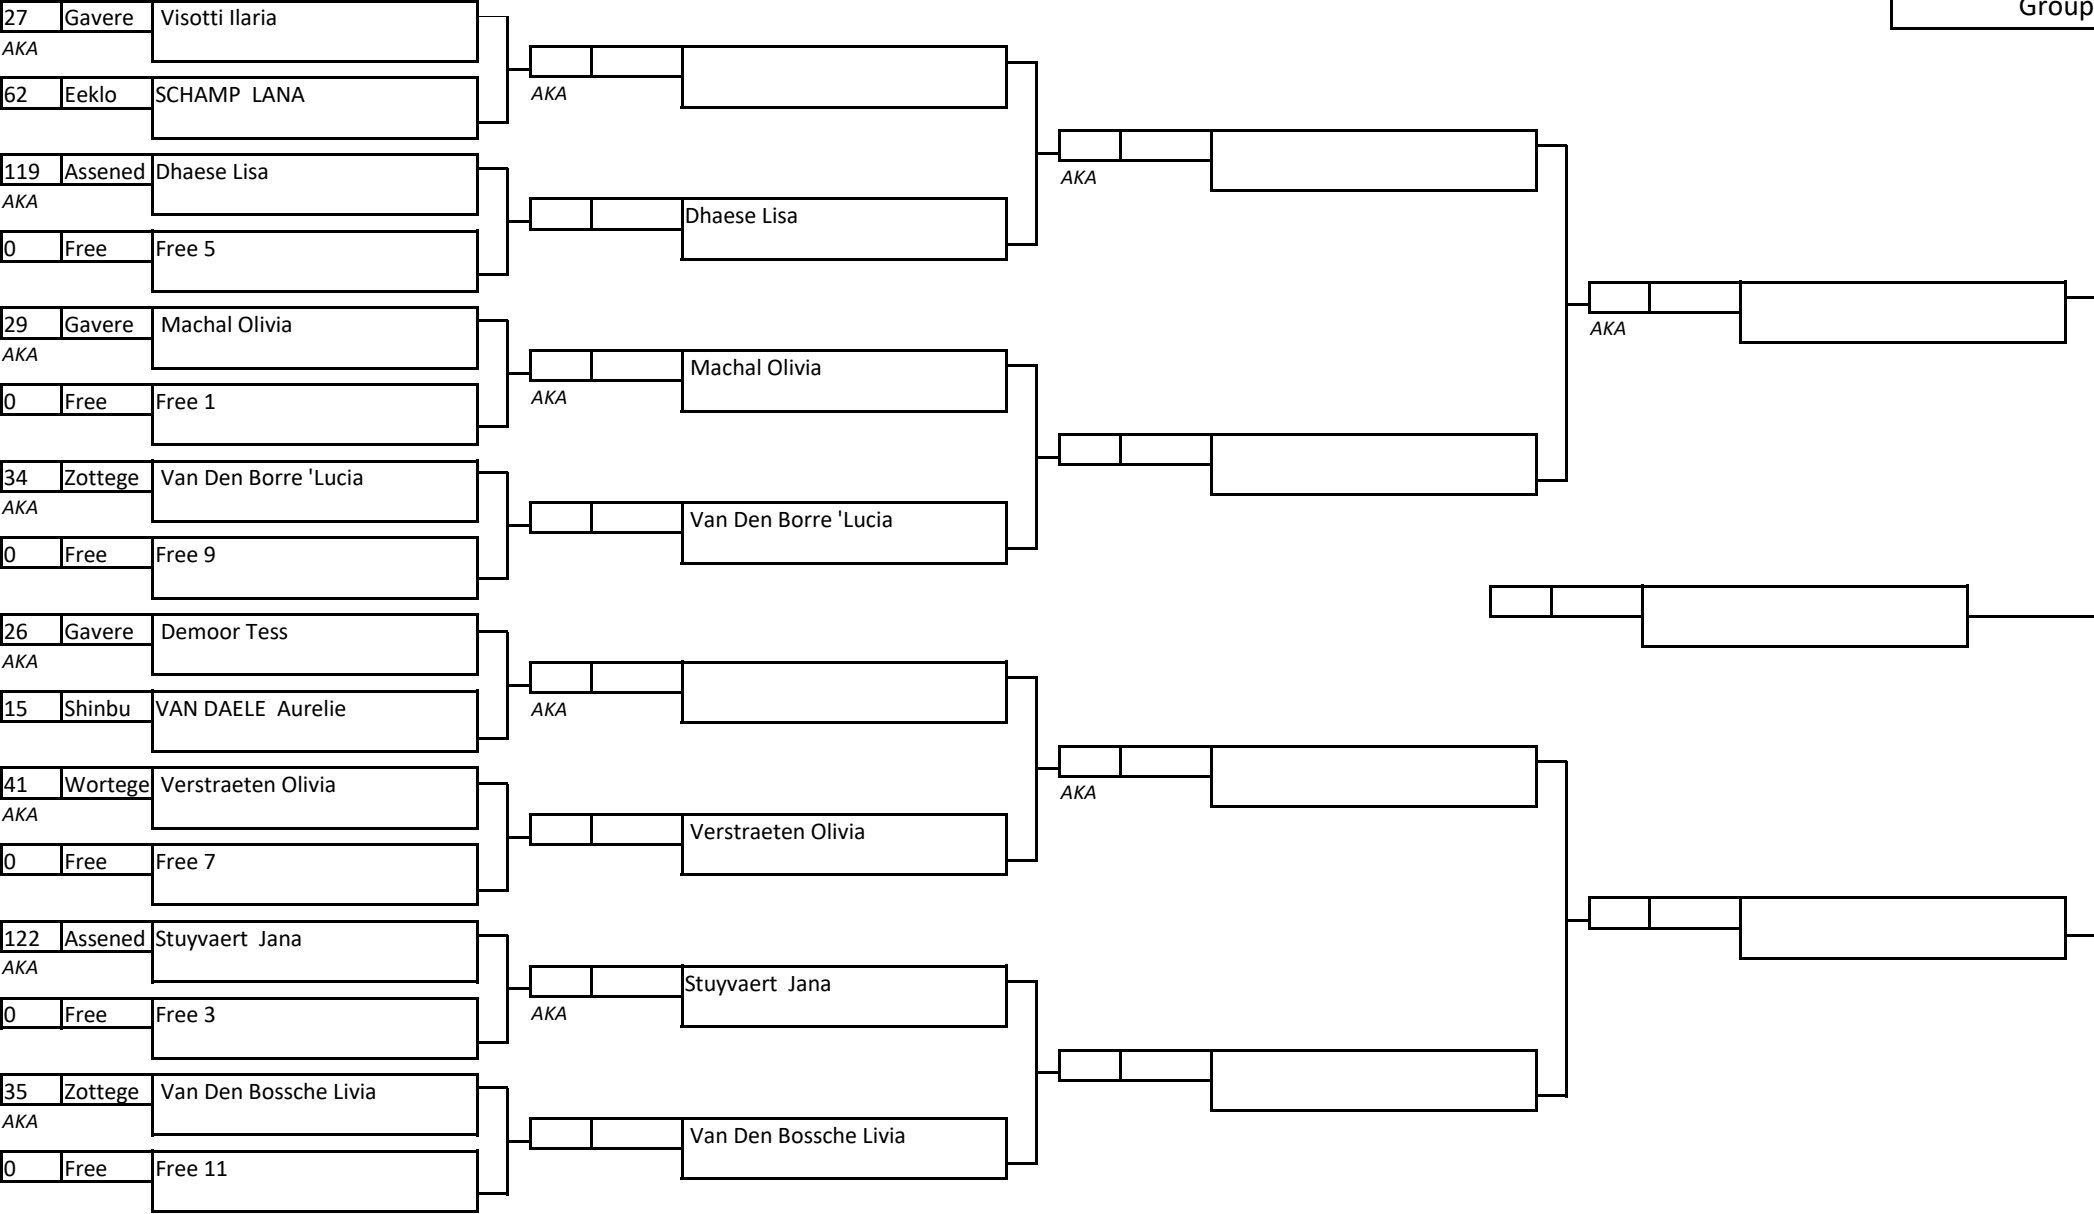 27 Gavere Visotti Ilaria
AKA
62 Eeklo SCHAMP LANA
119 Assened Dhaese Lisa
AKA
0 Free Free 5
29 Gavere Machal Olivia
AKA
0 Free Free 1
34 Zottege Van Den Borre 'Lucia
AKA
0 Free Free 9
26 Gavere Demoor Tess
AKA
15 Shinbu VAN DAELE Aurelie
41 Wortege Verstraeten Olivia
AKA
0 Free Free 7
122 Assened Stuyvaert Jana
AKA
0 Free Free 3
35 Zottege Van Den Bossche Livia
AKA
0 Free Free 11
AKA
Dhaese Lisa
Machal Olivia
AKA
Van Den Borre 'Lucia
AKA
Verstraeten Olivia
Stuyvaert Jana
AKA
Van Den Bossche Livia
AKA
AKA
AKA
Group